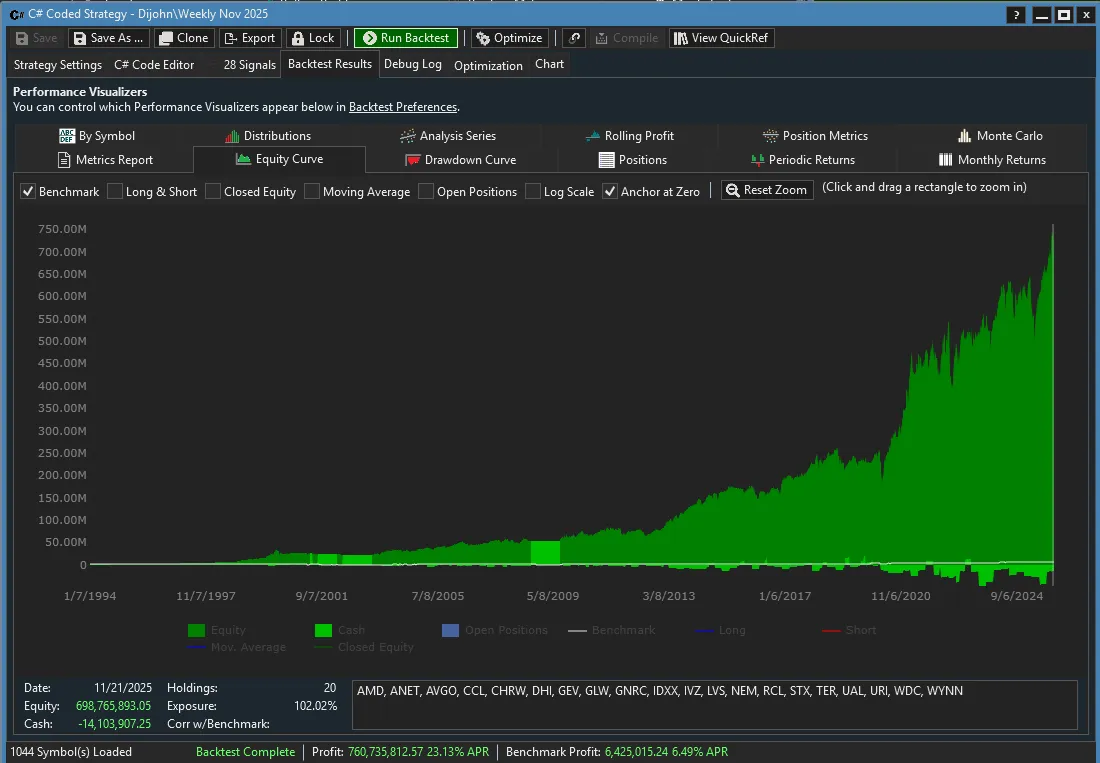 C# Coded Strategy - Dijohn\Weekly Nov 2025
Save Save As ... Clone Export Lock Run Backtest Optimize Compile View QuickRef
Strategy Settings C# Code Editor 28 Signals Backtest Results Debug Log Optimization Chart
Performance Visualizers
You can control which Performance Visualizers appear below in Backtest Preferences.
By Symbol Distributions Analysis Series Rolling Profit Position Metrics Monte Carlo
Metrics Report Equity Curve Drawdown Curve Positions Periodic Returns Monthly Returns
Benchmark Long & Short Closed Equity Moving Average Open Positions Log Scale Anchor at Zero Reset Zoom (Click and drag a rectangle to zoom in)
750.00M
700.00M
650.00M
600.00M
550.00M
500.00M
450.00M
400.00M
350.00M
300.00M
250.00M
200.00M
150.00M
100.00M
50.00M
0
1/7/1994 11/7/1997 9/7/2001 7/8/2005 5/8/2009 3/8/2013 1/6/2017 11/6/2020 9/6/2024
Equity Cash Open Positions Benchmark Long Short
Mov. Average Closed Equity
Date: 11/21/2025 Holdings: 20 AMD, ANET, AVGO, CCL, CHRW, DHI, GEV, GLW, GNRC, IDXX, IVZ, LVS, NEM, RCL, STX, TER, UAL, URI, WDC, WYNN
Equity: 698,765,893.05 Exposure: 102.02%
Cash: -14,103,907.25 Corr w/Benchmark:
1044 Symbol(s) Loaded Backtest Complete Profit: 760,735,812.57 23.13% APR Benchmark Profit: 6,425,015.24 6.49% APR